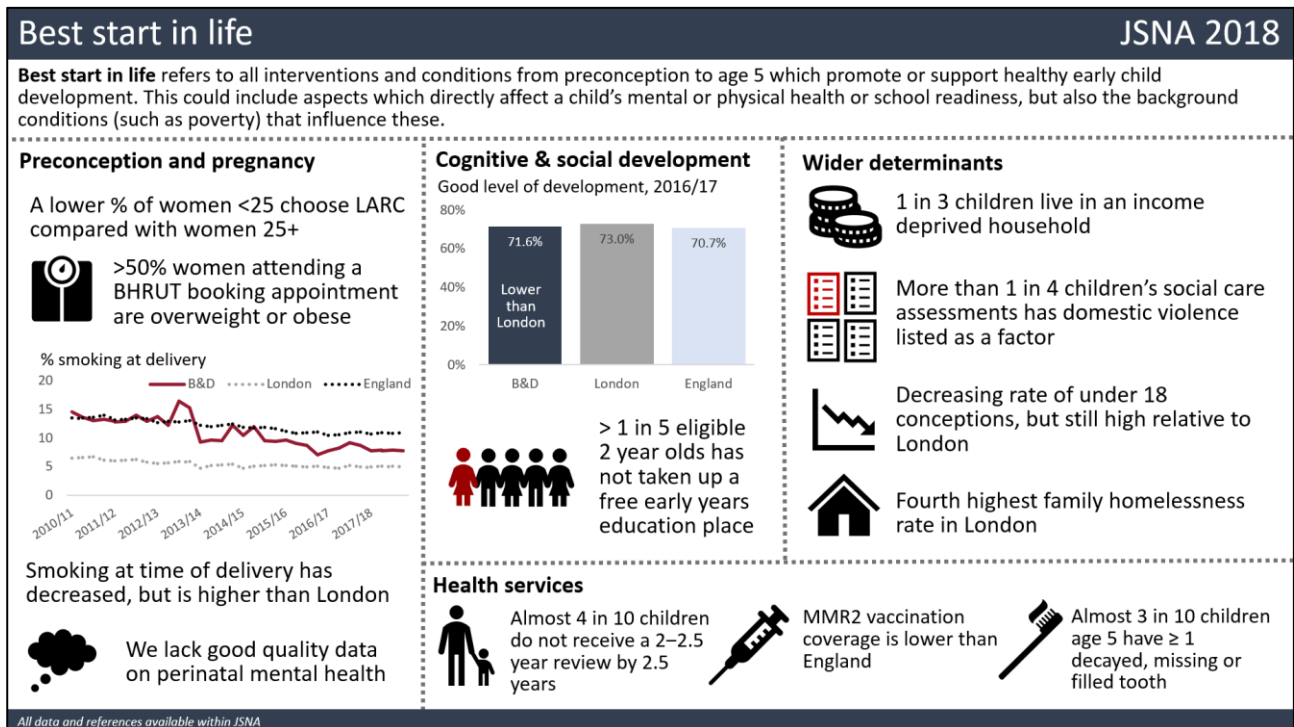 Best start in life
JSNA 2018
Best start in life refers to all interventions and conditions from preconception to age 5 which promote or support healthy early child
development. This could include aspects which directly affect a child's mental or physical health or school readiness, but also the background
conditions (such as poverty) that influence these.
Preconception and pregnancy
A lower % of women <25 choose LARC
compared with women 25+
>50% women attending a
BHRUT booking appointment
are overweight or obese
% smoking at delivery
B&D London England
20
15
10
5
0
2010/11 2011/12 2012/13 2013/14 2014/15 2015/16 2016/17 2017/18
Smoking at time of delivery has
decreased, but is higher than London
We lack good quality data
on perinatal mental health
Cognitive & social development
Good level of development, 2016/17
80%
60%
40%
20%
0%
71.6% 73.0% 70.7%
Lower
than
London
B&D London England
> 1 in 5 eligible
2 year olds has
not taken up a
free early years
education place
Wider determinants
1 in 3 children live in an income
deprived household
More than 1 in 4 children's social care
assessments has domestic violence
listed as a factor
Decreasing rate of under 18
conceptions, but still high relative to
London
Fourth highest family homelessness
rate in London
Health services
Almost 4 in 10 children
do not receive a 2–2.5
year review by 2.5
years
MMR2 vaccination
coverage is lower than
England
Almost 3 in 10 children
age 5 have ≥ 1
decayed, missing or
filled tooth
All data and references available within JSNA